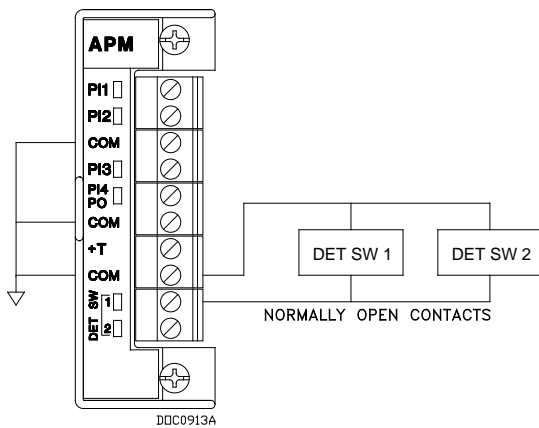 APM
PI1
PI2
COM
PI3
PI4
PO
COM
+T
COM
DET SW
1
2
DET SW 1
DET SW 2
NORMALLY OPEN CONTACTS
DOC0913A